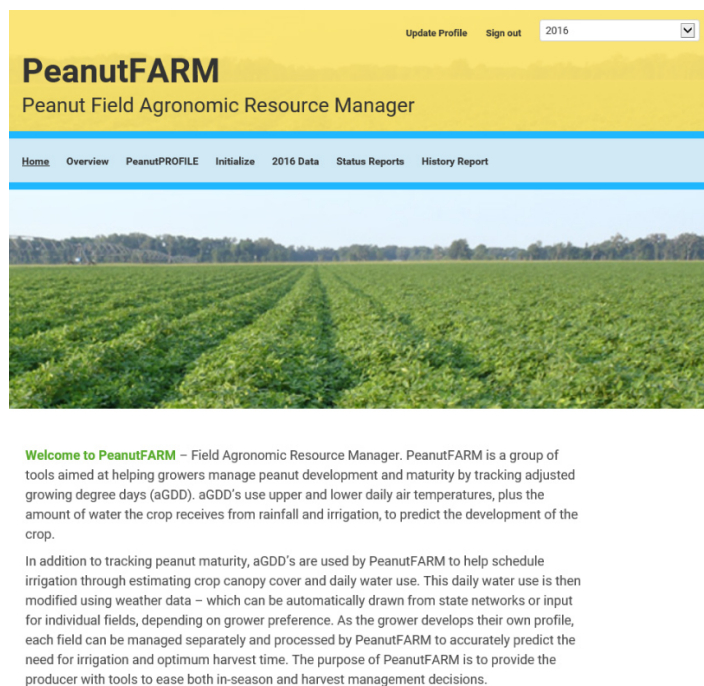 Update Profile Sign out 2016
PeanutFARM
Peanut Field Agronomic Resource Manager
Home Overview PeanutPROFILE Initialize 2016 Data Status Reports History Report
Welcome to PeanutFARM – Field Agronomic Resource Manager. PeanutFARM is a group of
tools aimed at helping growers manage peanut development and maturity by tracking adjusted
growing degree days (aGDD). aGDD's use upper and lower daily air temperatures, plus the
amount of water the crop receives from rainfall and irrigation, to predict the development of the
crop.
In addition to tracking peanut maturity, aGDD's are used by PeanutFARM to help schedule
irrigation through estimating crop canopy cover and daily water use. This daily water use is then
modified using weather data – which can be automatically drawn from state networks or input
for individual fields, depending on grower preference. As the grower develops their own profile,
each field can be managed separately and processed by PeanutFARM to accurately predict the
need for irrigation and optimum harvest time. The purpose of PeanutFARM is to provide the
producer with tools to ease both in-season and harvest management decisions.